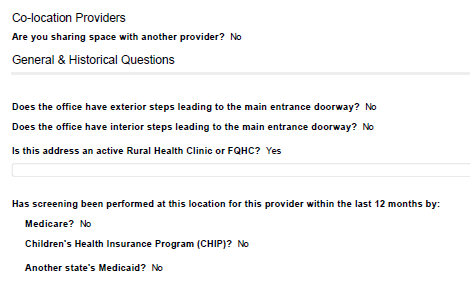 Co-location Providers
Are you sharing space with another provider? No
General & Historical Questions
Does the office have exterior steps leading to the main entrance doorway? No
Does the office have interior steps leading to the main entrance doorway? No
Is this address an active Rural Health Clinic or FQHC? Yes
Has screening been performed at this location for this provider within the last 12 months by:
Medicare? No
Children's Health Insurance Program (CHIP)? No
Another state's Medicaid? No